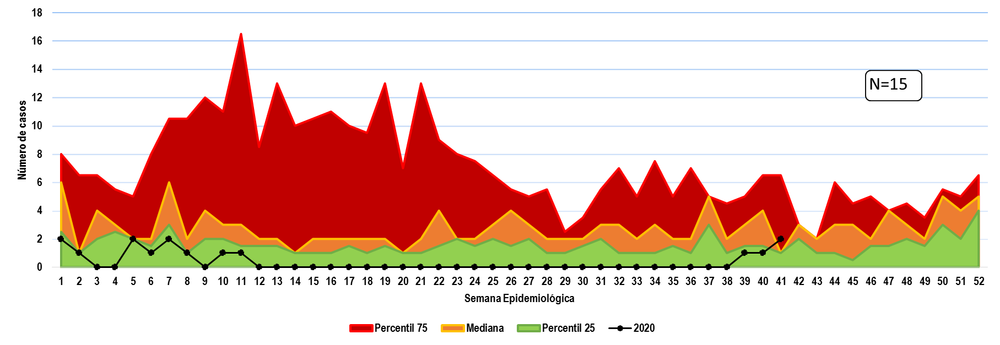 18
16
14
12
10
8
6
4
2
0
Número de casos
N=15
1 2 3 4 5 6 7 8 9 10 11 12 13 14 15 16 17 18 19 20 21 22 23 24 25 26 27 28 29 30 31 32 33 34 35 36 37 38 39 40 41 42 43 44 45 46 47 48 49 50 51 52
Semana Epidemiológica
Percentil 75 Mediana Percentil 25 2020